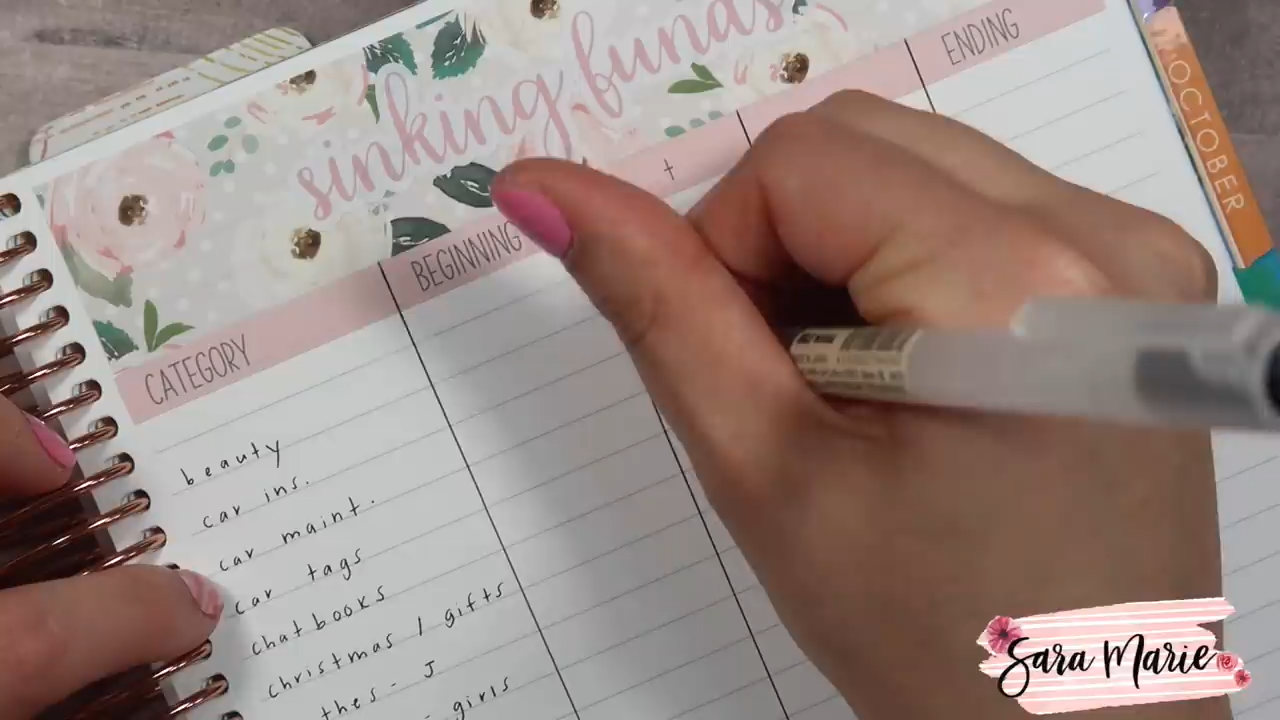 sinking funds
CATEGORY
BEGINNING
t
ENDING
OCTOBER
beauty
car ins.
car maint.
car tags
chatbooks
christmas / gifts
thes - J
- girls
Sara Marie